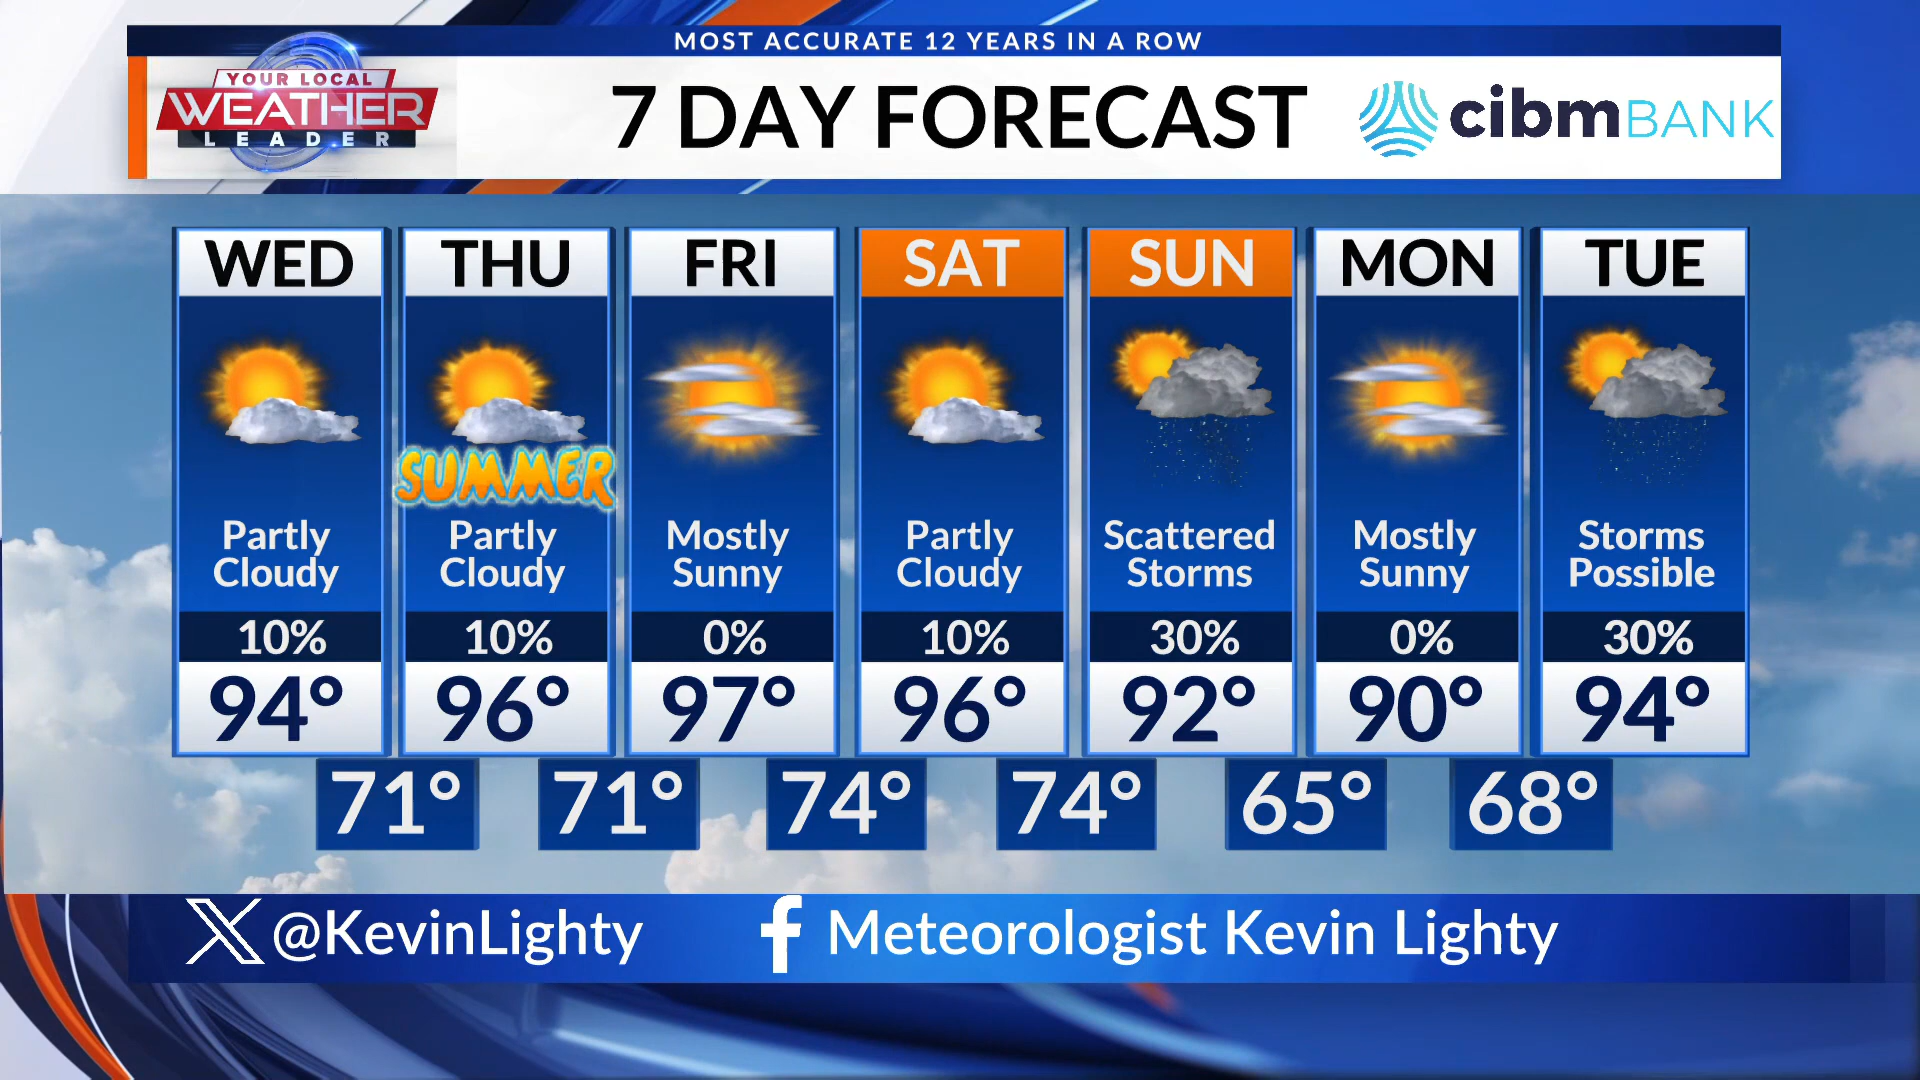 MOST ACCURATE 12 YEARS IN A ROW
YOUR LOCAL
WEATHER
LEADER
7 DAY FORECAST
cibmBANK
WED THU FRI SAT SUN MON TUE
SUMMER
Partly Partly Mostly Partly Scattered Mostly Storms
Cloudy Cloudy Sunny Cloudy Storms Sunny Possible
10% 10% 0% 10% 30% 0% 30%
94° 96° 97° 96° 92° 90° 94°
71° 71° 74° 74° 65° 68°
@KevinLighty Meteorologist Kevin Lighty